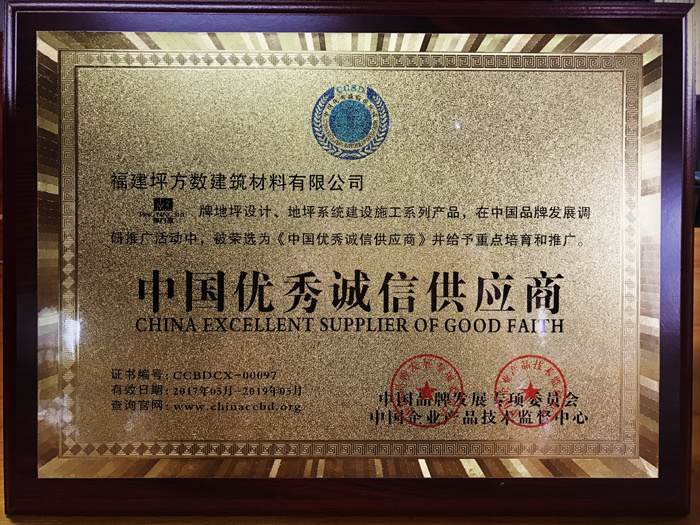 CCBD
福建坪方数建筑材料有限公司
PING FANG SHU
坪方数
牌地坪设计、地坪系统建设施工系列产品，在中国品牌发展调
研推广活动中，被荣选为《中国优秀诚信供应商》并给予重点培育和推广。
中国优秀诚信供应商
CHINA EXCELLENT SUPPLIER OF GOOD FAITH
证书编号：CCBDCX-00097
有效日期：2017年05月-2019年05月
查询官网：www.chinaccbd.org
中国品牌发展专项委员会
中国企业产品技术监督中心